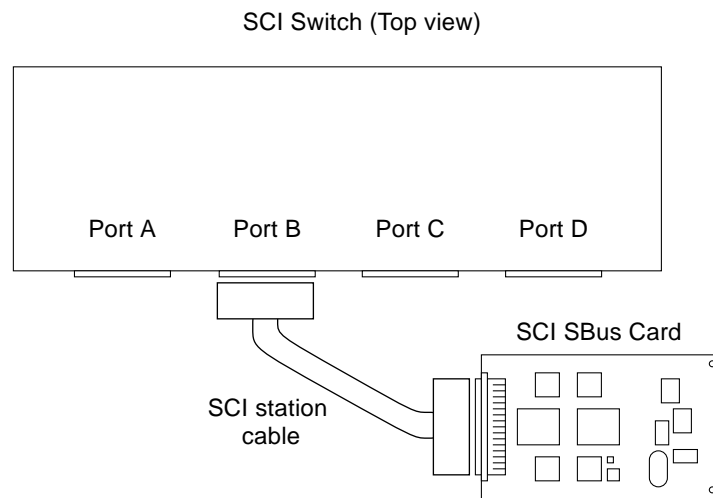 SCI Switch (Top view)
Port A
Port B
Port C
Port D
SCI SBus Card
SCI station
cable